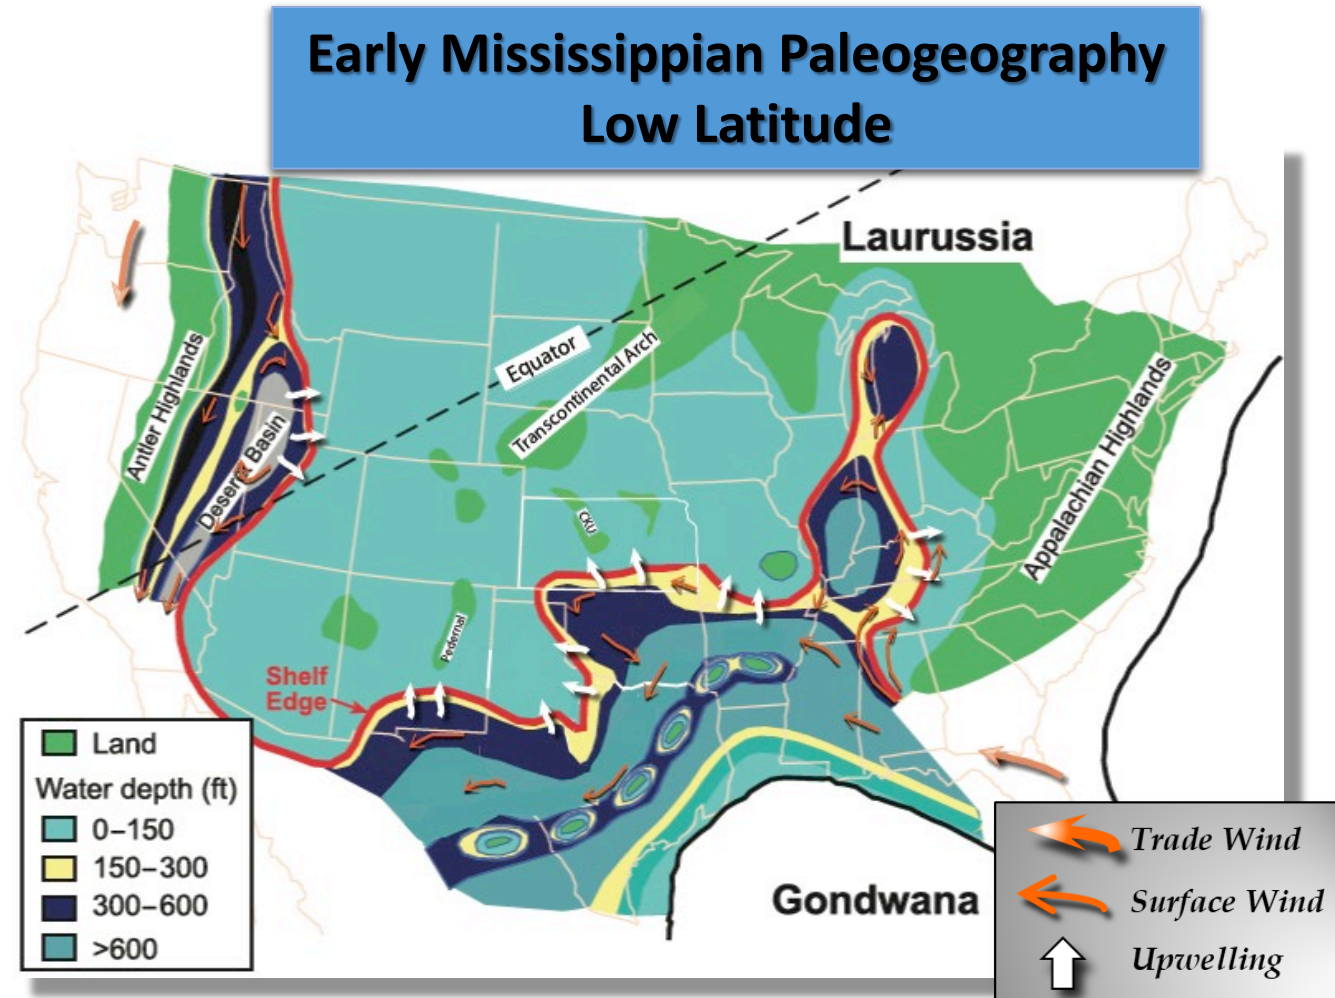 Early Mississippian Paleogeography
Low Latitude
Laurussia
Equator
Transcontinental Arch
Antler Highlands
Deseret Basin
Appalachian Highlands
CKU
Pedernal
Shelf
Edge
Gondwana
Land
Water depth (ft)
0–150
150–300
300–600
>600
Trade Wind
Surface Wind
Upwelling